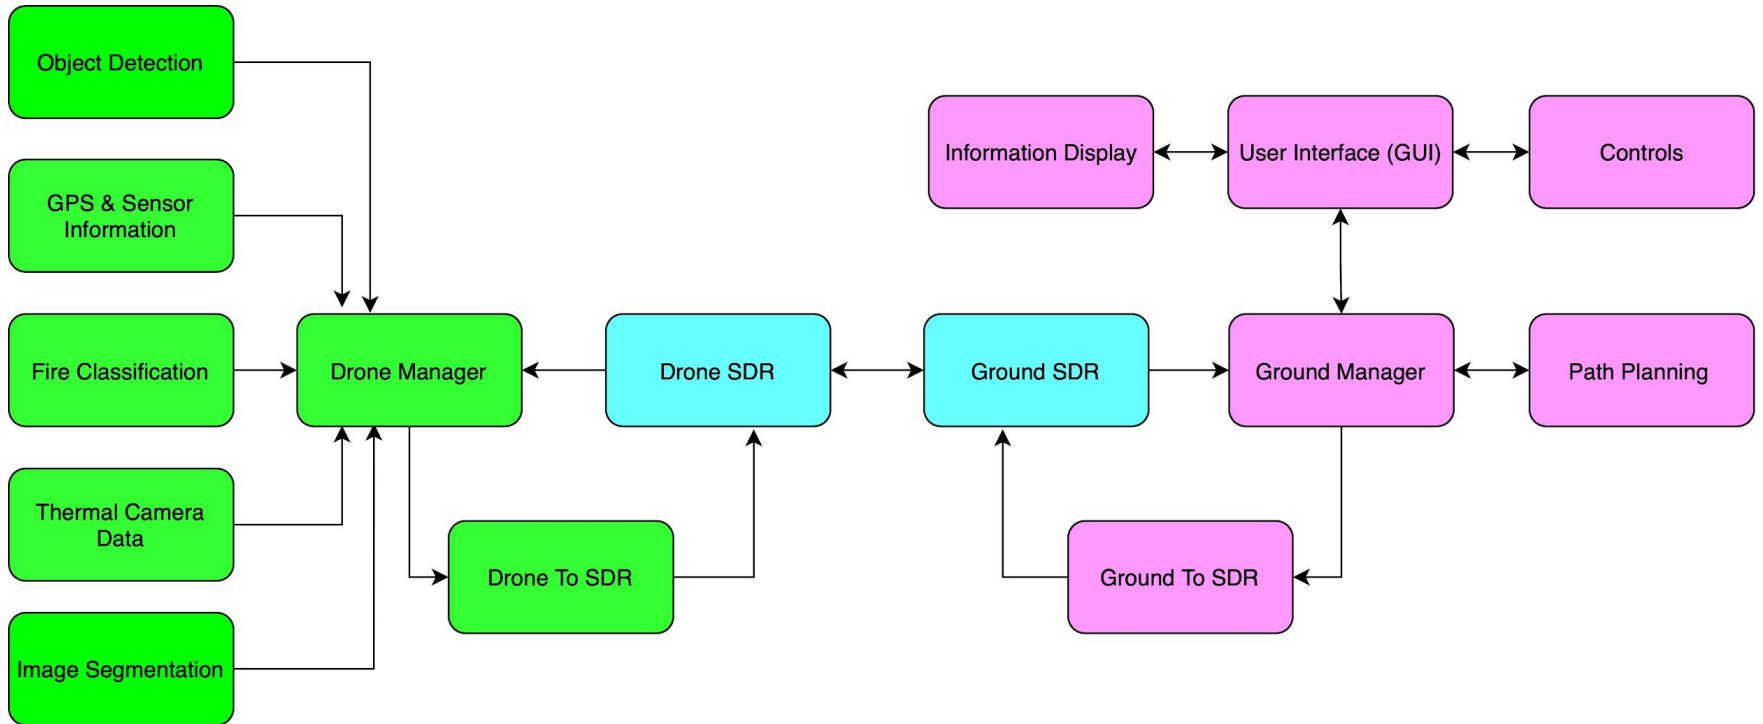 Object Detection
GPS & Sensor
Information
Fire Classification
Thermal Camera
Data
Image Segmentation
Drone Manager
Drone To SDR
Drone SDR
Ground SDR
Information Display
User Interface (GUI)
Controls
Ground Manager
Path Planning
Ground To SDR